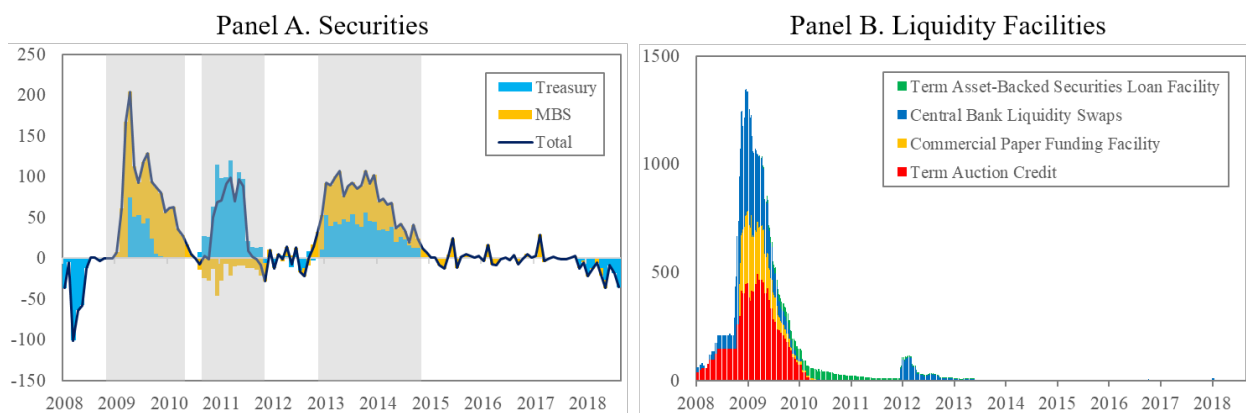 Panel A. Securities
250
200
150
100
50
0
-50
-100
-150
Treasury
MBS
Total
2008 2009 2010 2011 2012 2013 2014 2015 2016 2017 2018
Panel B. Liquidity Facilities
1500
1000
500
0
Term Asset-Backed Securities Loan Facility
Central Bank Liquidity Swaps
Commercial Paper Funding Facility
Term Auction Credit
2008 2009 2010 2011 2012 2013 2014 2015 2016 2017 2018